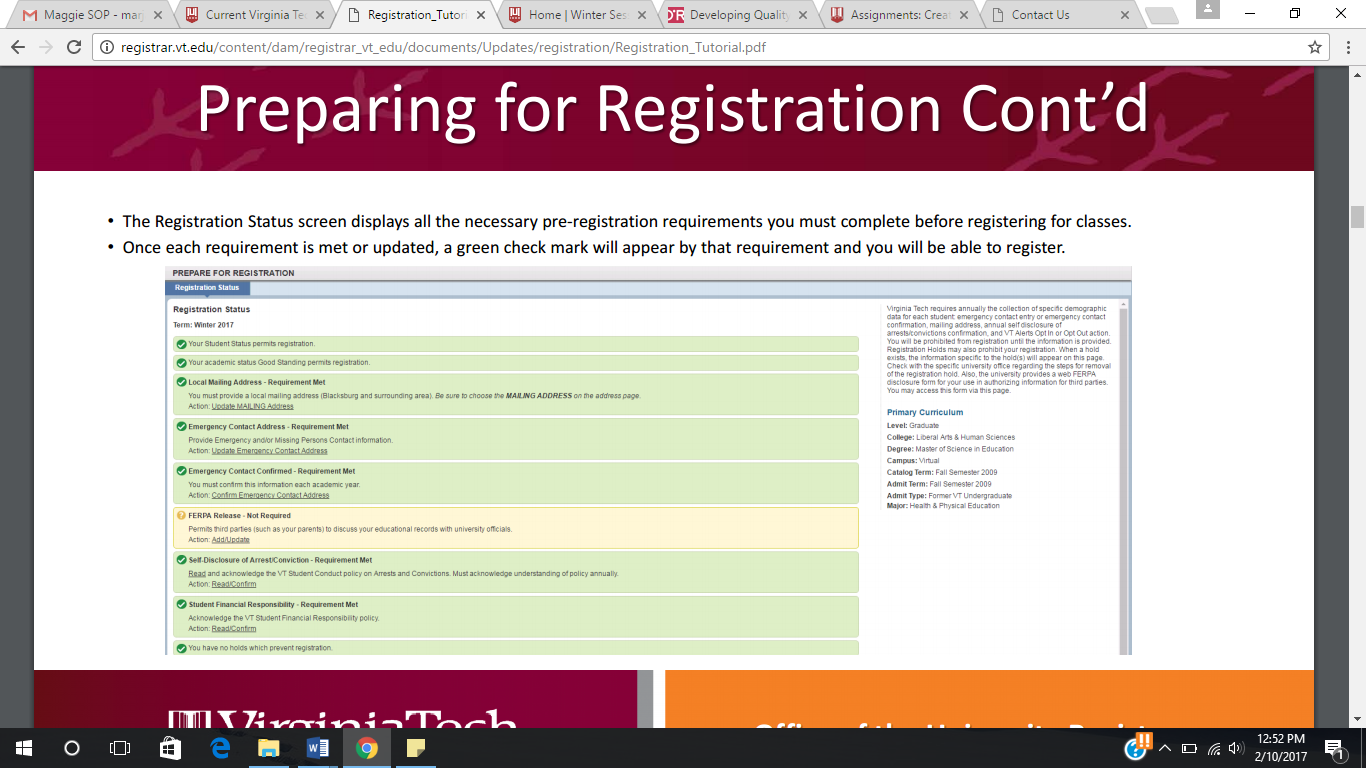 Maggie SOP - mar
Current Virginia Te
Registration_Tutor
Home | Winter Ses
Developing Quality
Assignments: Crea
Contact Us
registrar.vt.edu/content/dam/registrar_vt_edu/documents/Updates/registration/Registration_Tutorial.pdf
Preparing for Registration Cont’d
• The Registration Status screen displays all the necessary pre-registration requirements you must complete before registering for classes.
• Once each requirement is met or updated, a green check mark will appear by that requirement and you will be able to register.
PREPARE FOR REGISTRATION
Registration Status
Registration Status
Term: Winter 2017
Your Student Status permits registration.
Your academic status Good Standing permits registration.
Local Mailing Address - Requirement Met
You must provide a local mailing address (Blacksburg and surrounding area). Be sure to choose the MAILING ADDRESS on the address page.
Action: Update MAILING Address
Emergency Contact Address - Requirement Met
Provide Emergency and/or Missing Persons Contact information.
Action: Update Emergency Contact Address
Emergency Contact Confirmed - Requirement Met
You must confirm this information each academic year.
Action: Confirm Emergency Contact Address
FERPA Release - Not Required
Permits third parties (such as your parents) to discuss your educational records with university officials.
Action: Add/Update
Self-Disclosure of Arrest/Conviction - Requirement Met
Read and acknowledge the VT Student Conduct policy on Arrests and Convictions. Must acknowledge understanding of policy annually.
Action: Read/Confirm
Student Financial Responsibility - Requirement Met
Acknowledge the VT Student Financial Responsibility policy.
Action: Read/Confirm
You have no holds which prevent registration.
Virginia Tech requires annually the collection of specific demographic
data for each student: emergency contact entry or emergency contact
confirmation, mailing address, annual self disclosure of
arrests/convictions confirmation, and VT Alerts Opt In or Opt Out action.
You will be prohibited from registration until the information is provided.
Registration Holds may also prohibit your registration. When a hold
exists, the information specific to the hold(s) will appear on this page.
Check with the specific university office regarding the steps for removal
of the registration hold. Also, the university provides a web FERPA
disclosure form for your use in authorizing information for third parties.
You may access this form via this page.
Primary Curriculum
Level: Graduate
College: Liberal Arts & Human Sciences
Degree: Master of Science in Education
Campus: Virtual
Catalog Term: Fall Semester 2009
Admit Term: Fall Semester 2009
Admit Type: Former VT Undergraduate
Major: Health & Physical Education
VirginiaTech
Office of the University Registrar
12:52 PM
2/10/2017
1